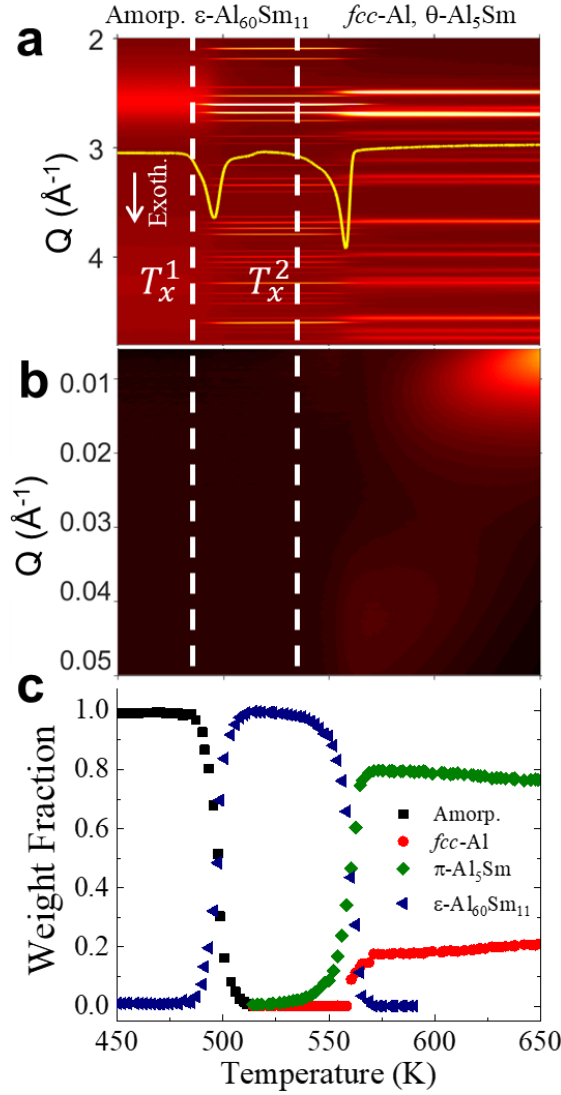 Amorp. ε-Al₆₀Sm₁₁ fcc-Al, θ-Al₅Sm
a
2
3
4
Q (Å⁻¹)
Exoth.
Tₓ¹ Tₓ²
b
0.01
0.02
0.03
0.04
0.05
Q (Å⁻¹)
c
1.0
0.8
0.6
0.4
0.2
0.0
Weight Fraction
Amorp.
fcc-Al
π-Al₅Sm
ε-Al₆₀Sm₁₁
450 500 550 600 650
Temperature (K)